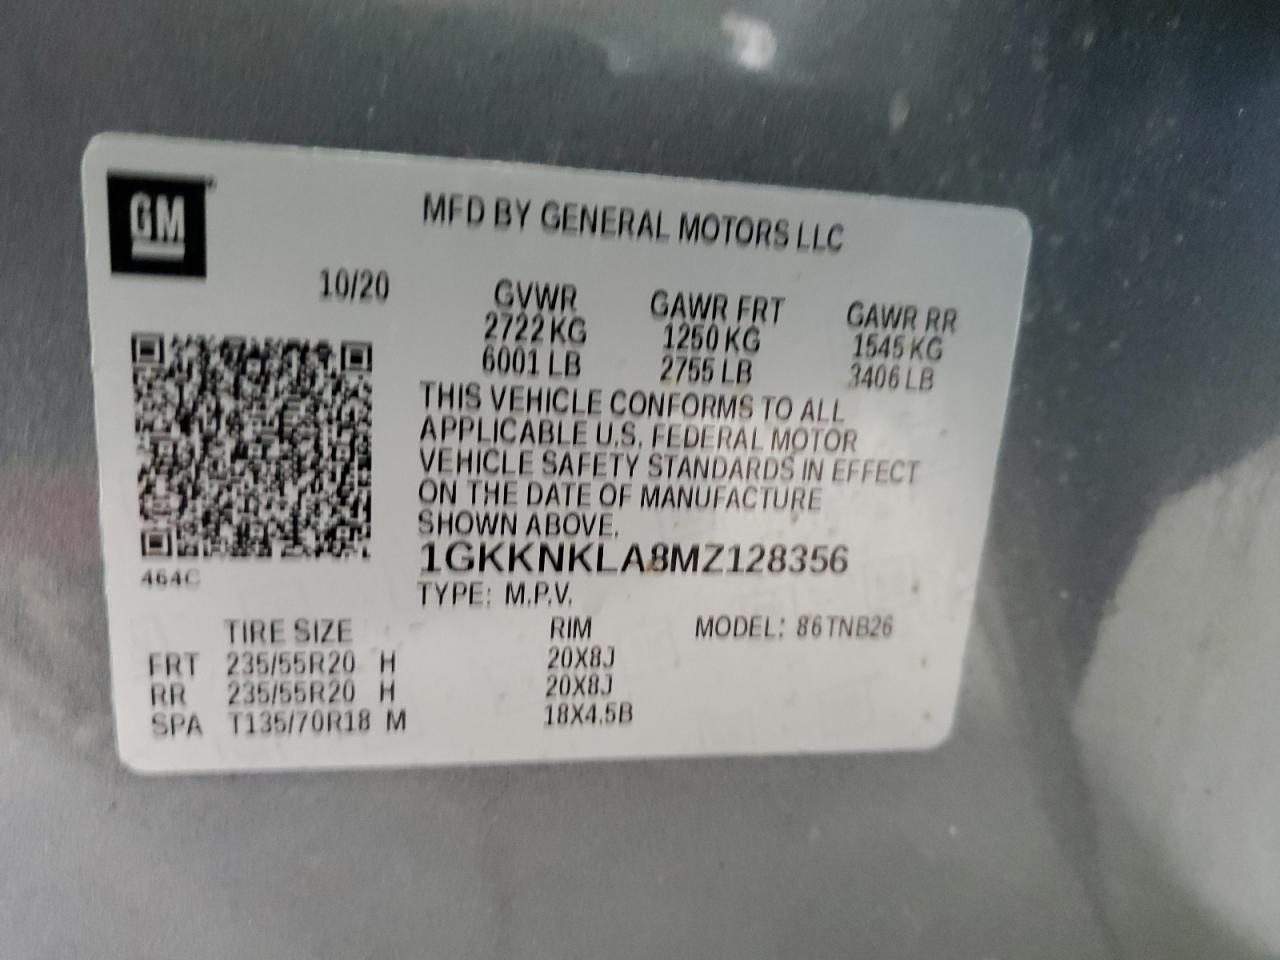 GM
MFD BY GENERAL MOTORS LLC
10/20
GVWR
2722 KG
6001 LB
GAWR FRT
1250 KG
2755 LB
GAWR RR
1545 KG
3406 LB
THIS VEHICLE CONFORMS TO ALL
APPLICABLE U.S. FEDERAL MOTOR
VEHICLE SAFETY STANDARDS IN EFFECT
ON THE DATE OF MANUFACTURE
SHOWN ABOVE.
1GKKNKLA8MZ128356
464C
TYPE: M.P.V.
TIRE SIZE RIM MODEL: 86TNB26
FRT 235/55R20 H 20X8J
RR 235/55R20 H 20X8J
SPA T135/70R18 M 18X4.5B